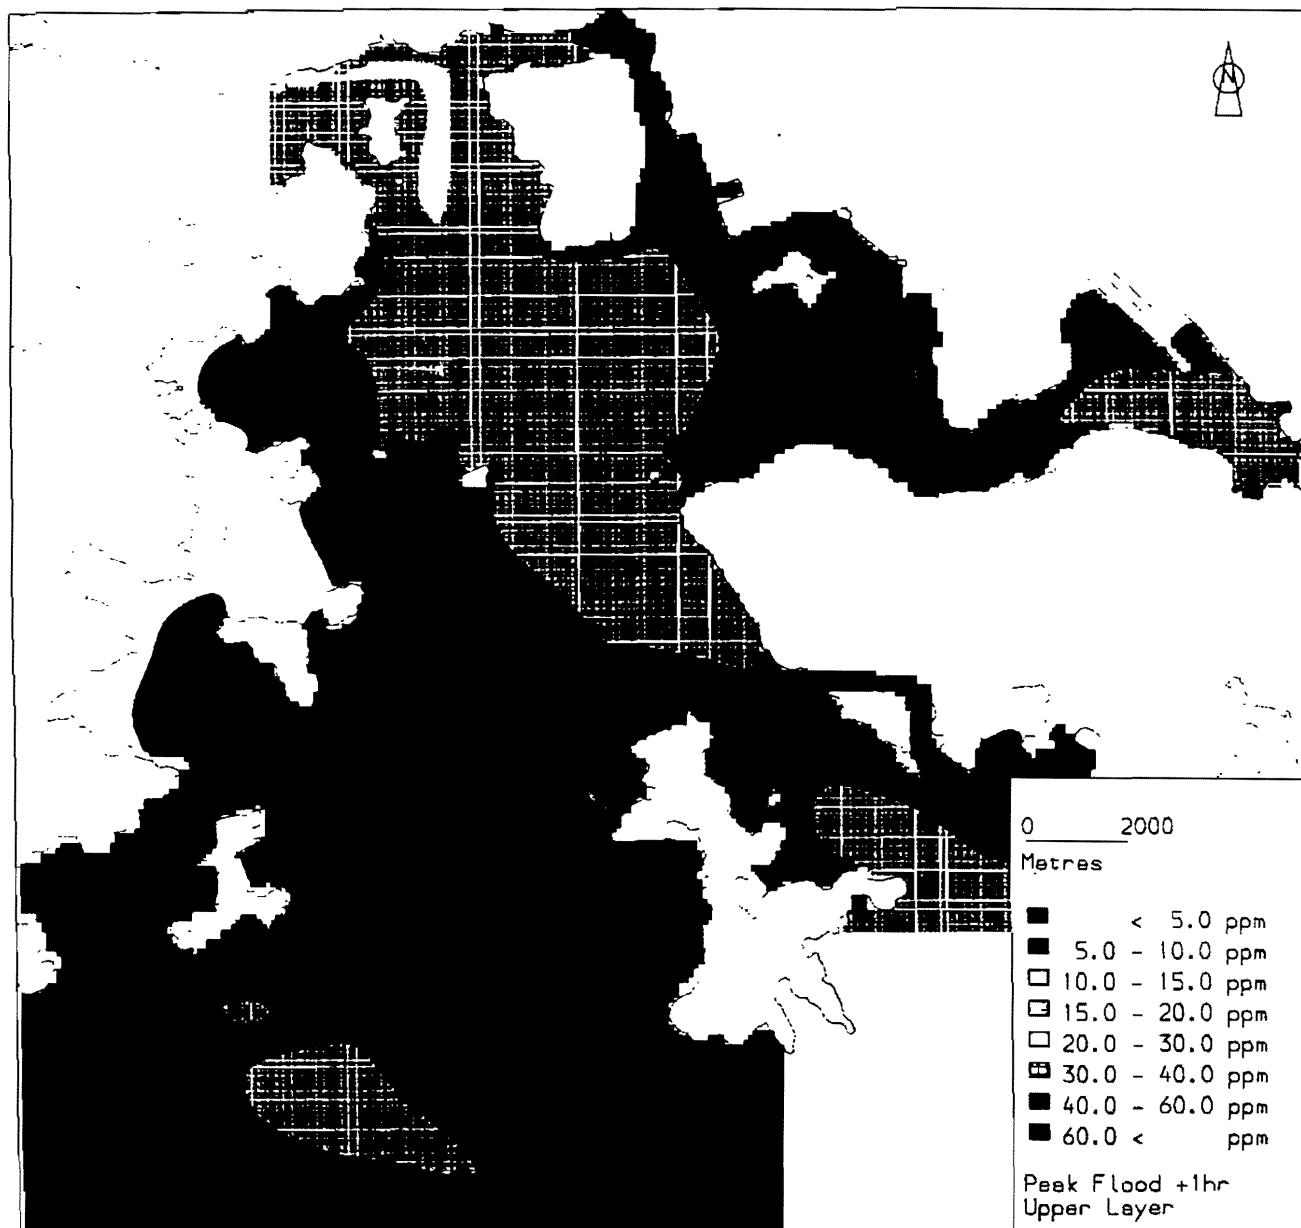 N
0 2000
Metres
< 5.0 ppm
5.0 - 10.0 ppm
10.0 - 15.0 ppm
15.0 - 20.0 ppm
20.0 - 30.0 ppm
30.0 - 40.0 ppm
40.0 - 60.0 ppm
60.0 < ppm
Peak Flood +1hr
Upper Layer